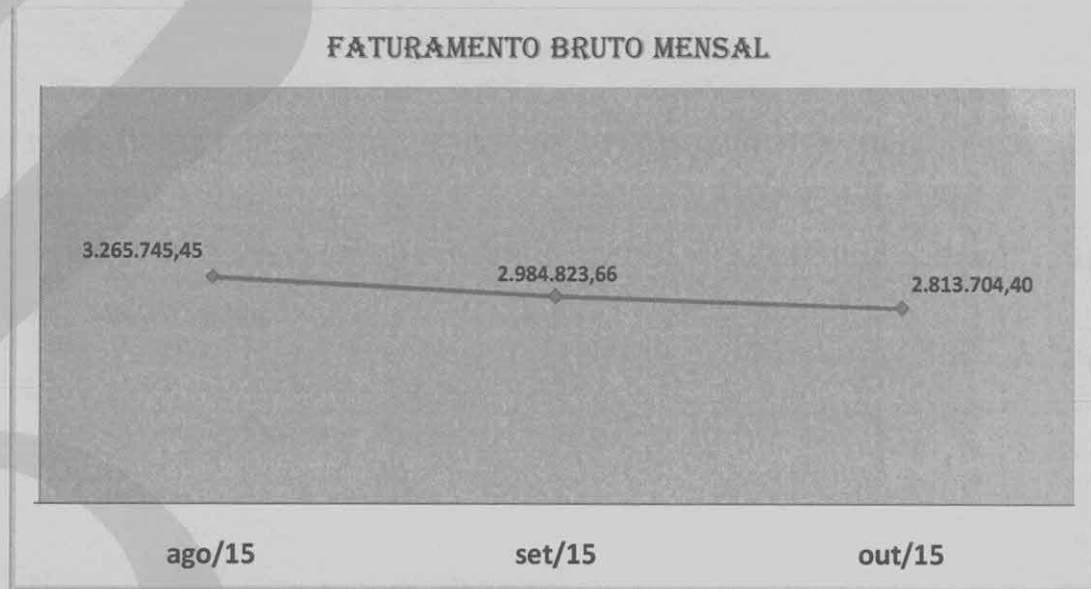 FATURAMENTO BRUTO MENSAL
3.265.745,45
2.984.823,66
2.813.704,40
ago/15 set/15 out/15